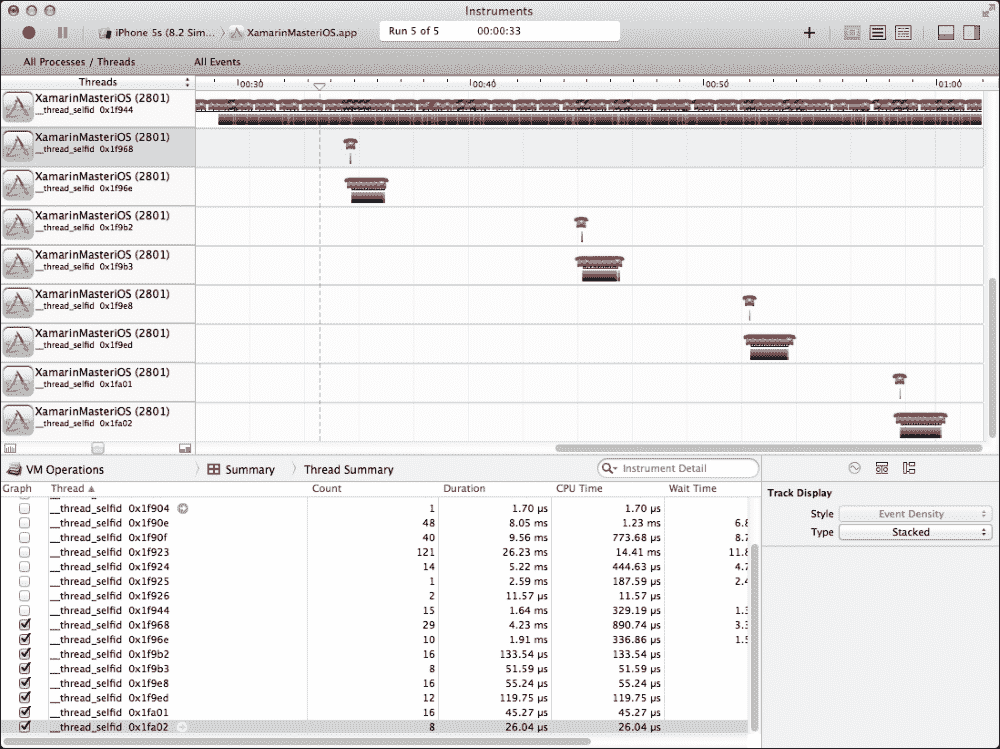 Instruments
iPhone 5s (8.2 Sim... XamarinMasteriOS.app
Run 5 of 5 00:00:33
All Processes / Threads All Events
Threads 00:30 00:40 00:50 01:00
XamarinMasteriOS (2801)
__thread_selfid 0x1f944
XamarinMasteriOS (2801)
__thread_selfid 0x1f968
XamarinMasteriOS (2801)
__thread_selfid 0x1f96e
XamarinMasteriOS (2801)
__thread_selfid 0x1f9b2
XamarinMasteriOS (2801)
__thread_selfid 0x1f9b3
XamarinMasteriOS (2801)
__thread_selfid 0x1f9e8
XamarinMasteriOS (2801)
__thread_selfid 0x1f9ed
XamarinMasteriOS (2801)
__thread_selfid 0x1fa01
XamarinMasteriOS (2801)
__thread_selfid 0x1fa02
VM Operations Summary Thread Summary Instrument Detail
Graph Thread Count Duration CPU Time Wait Time
__thread_selfid 0x1f904 1 1.70 µs 1.70 µs
__thread_selfid 0x1f90e 48 8.05 ms 1.23 ms 6.8
__thread_selfid 0x1f90f 40 9.56 ms 773.68 µs 8.7
__thread_selfid 0x1f923 121 26.23 ms 14.41 ms 11.8
__thread_selfid 0x1f924 14 5.22 ms 444.63 µs 4.7
__thread_selfid 0x1f925 1 2.59 ms 187.59 µs 2.4
__thread_selfid 0x1f926 2 11.57 µs 11.57 µs
__thread_selfid 0x1f944 15 1.64 ms 329.19 µs 1.3
__thread_selfid 0x1f968 29 4.23 ms 890.74 µs 3.3
__thread_selfid 0x1f96e 10 1.91 ms 336.86 µs 1.5
__thread_selfid 0x1f9b2 16 133.54 µs 133.54 µs
__thread_selfid 0x1f9b3 8 51.59 µs 51.59 µs
__thread_selfid 0x1f9e8 16 55.24 µs 55.24 µs
__thread_selfid 0x1f9ed 12 119.75 µs 119.75 µs
__thread_selfid 0x1fa01 16 45.27 µs 45.27 µs
__thread_selfid 0x1fa02 8 26.04 µs 26.04 µs
Track Display
Style Event Density
Type Stacked